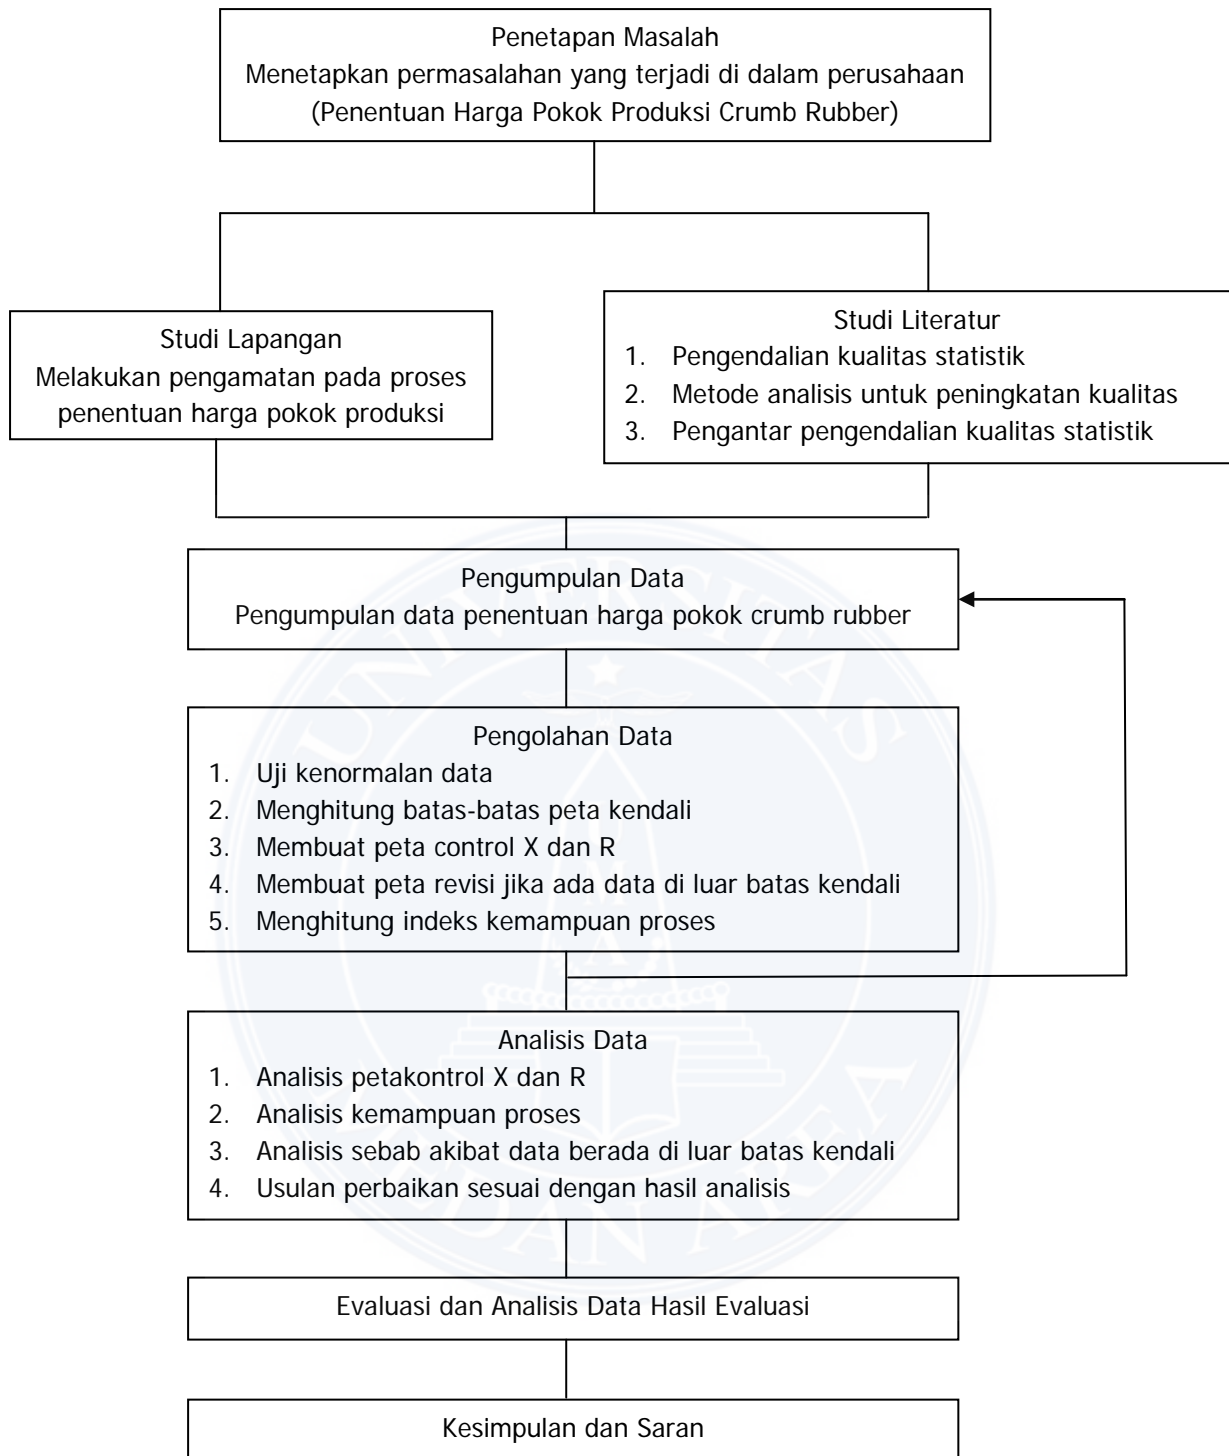 Penetapan Masalah
Menetapkan permasalahan yang terjadi di dalam perusahaan
(Penentuan Harga Pokok Produksi Crumb Rubber)
Studi Lapangan
Melakukan pengamatan pada proses
penentuan harga pokok produksi
Studi Literatur
1. Pengendalian kualitas statistik
2. Metode analisis untuk peningkatan kualitas
3. Pengantar pengendalian kualitas statistik
Pengumpulan Data
Pengumpulan data penentuan harga pokok crumb rubber
Pengolahan Data
1. Uji kenormalan data
2. Menghitung batas-batas peta kendali
3. Membuat peta control X dan R
4. Membuat peta revisi jika ada data di luar batas kendali
5. Menghitung indeks kemampuan proses
Analisis Data
1. Analisis petakontrol X dan R
2. Analisis kemampuan proses
3. Analisis sebab akibat data berada di luar batas kendali
4. Usulan perbaikan sesuai dengan hasil analisis
Evaluasi dan Analisis Data Hasil Evaluasi
Kesimpulan dan Saran
UNIVERSITAS
MEDAN AREA